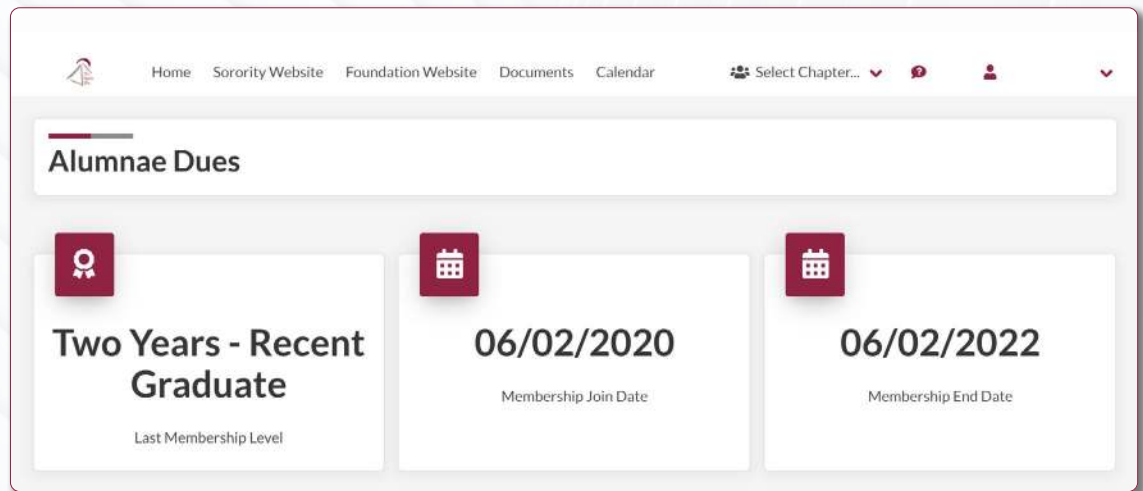 Home Sorority Website Foundation Website Documents Calendar Select Chapter...
Alumnae Dues
Two Years - Recent
Graduate
Last Membership Level
06/02/2020
Membership Join Date
06/02/2022
Membership End Date